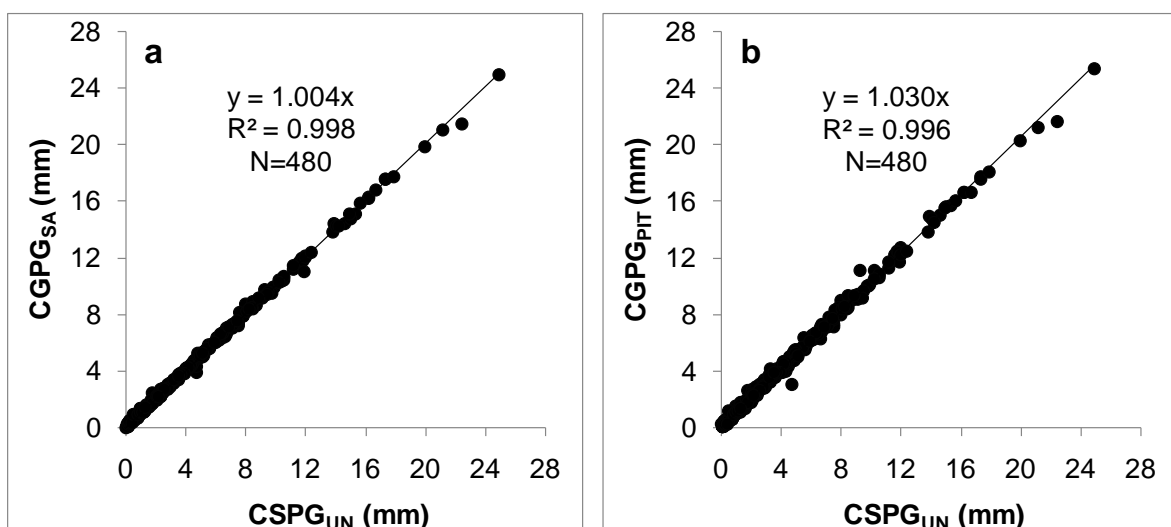 a
y = 1.004x
R² = 0.998
N=480
28
24
20
16
12
8
4
0
0 4 8 12 16 20 24 28
CGPG_SA (mm)
CSPG_UN (mm)
b
y = 1.030x
R² = 0.996
N=480
28
24
20
16
12
8
4
0
0 4 8 12 16 20 24 28
CGPG_PIT (mm)
CSPG_UN (mm)